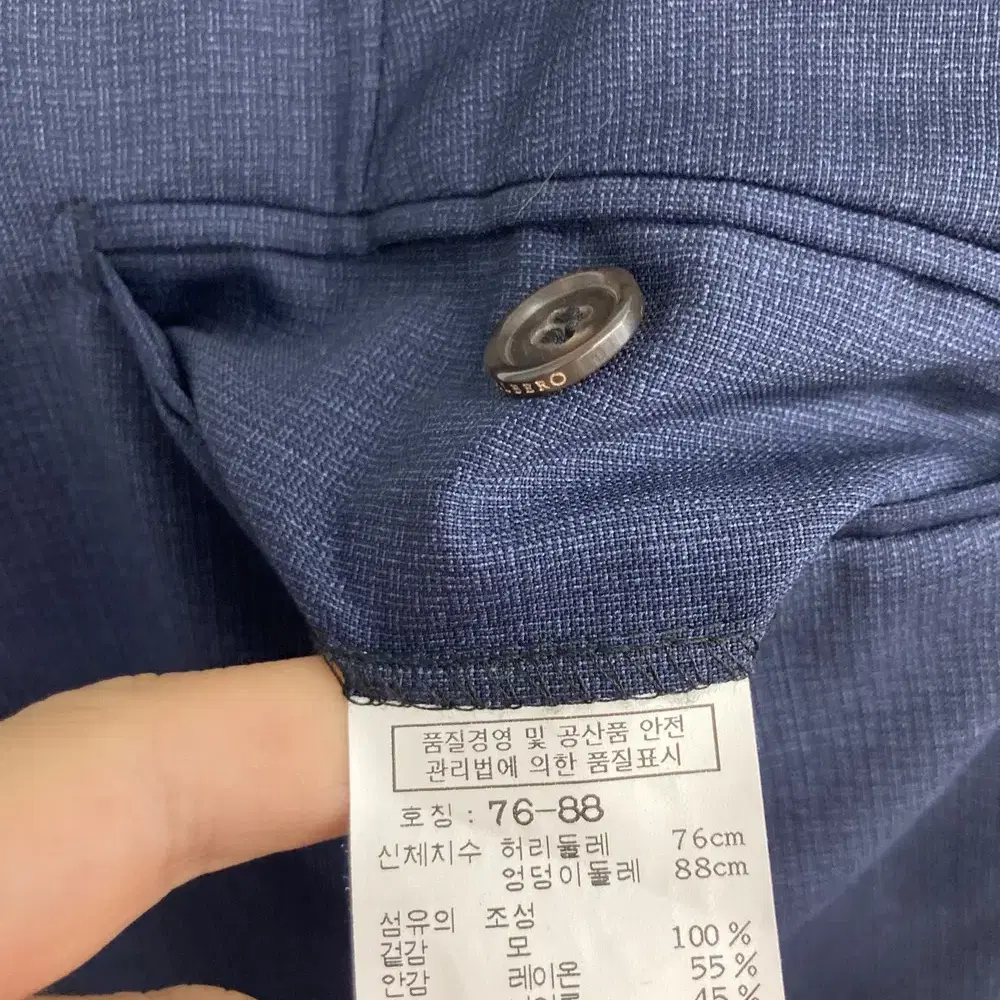 BERO
품질경영 및 공산품 안전
관리법에 의한 품질표시
호칭 : 76-88
신체치수 허리둘레 76cm
엉덩이둘레 88cm
섬유의 조성
겉감 모 100%
안감 레이온 55%
45%